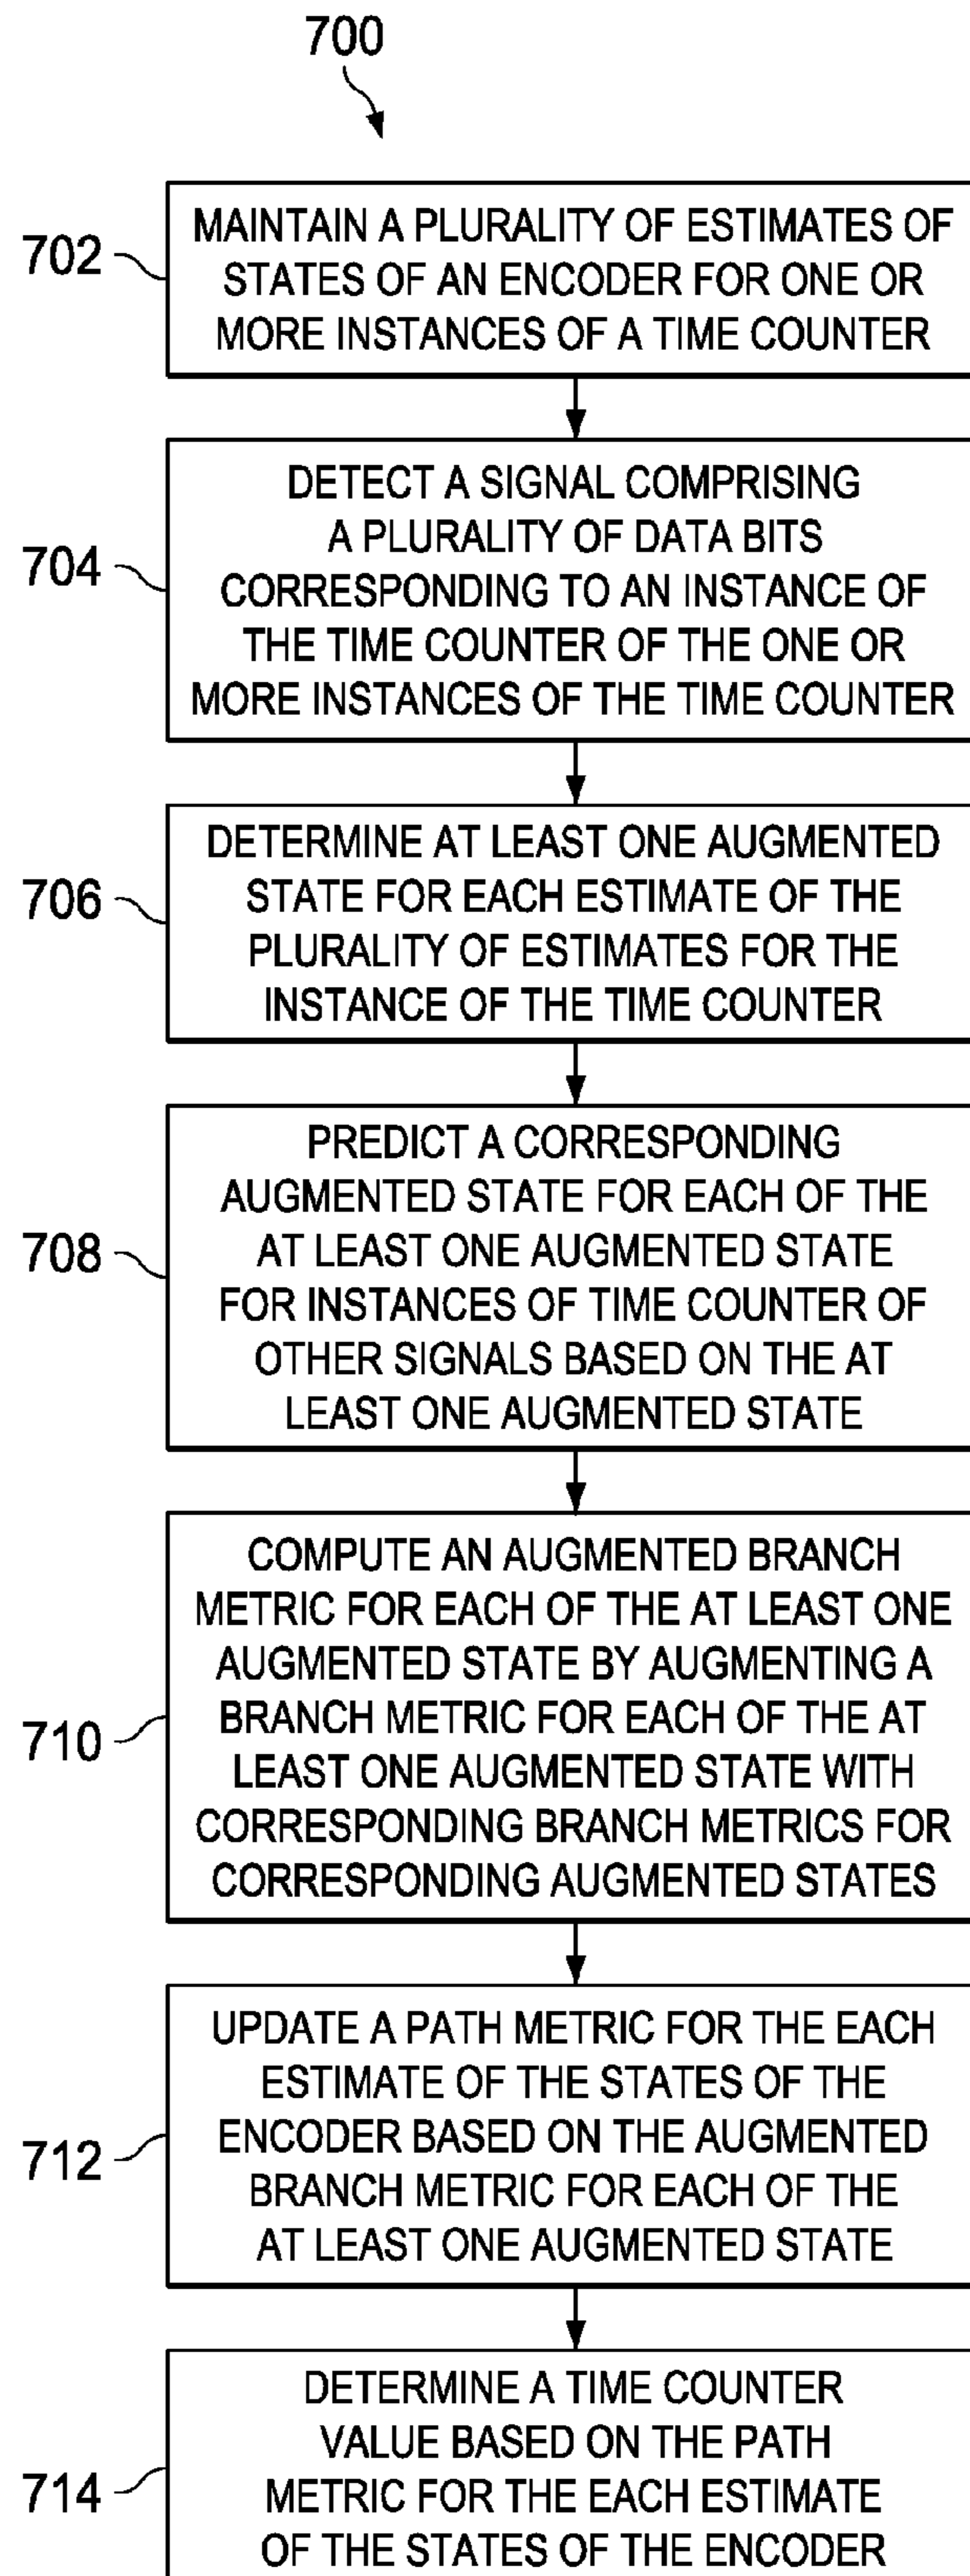 700
702
MAINTAIN A PLURALITY OF ESTIMATES OF
STATES OF AN ENCODER FOR ONE OR
MORE INSTANCES OF A TIME COUNTER
704
DETECT A SIGNAL COMPRISING
A PLURALITY OF DATA BITS
CORRESPONDING TO AN INSTANCE OF
THE TIME COUNTER OF THE ONE OR
MORE INSTANCES OF THE TIME COUNTER
706
DETERMINE AT LEAST ONE AUGMENTED
STATE FOR EACH ESTIMATE OF THE
PLURALITY OF ESTIMATES FOR THE
INSTANCE OF THE TIME COUNTER
708
PREDICT A CORRESPONDING
AUGMENTED STATE FOR EACH OF THE
AT LEAST ONE AUGMENTED STATE
FOR INSTANCES OF TIME COUNTER OF
OTHER SIGNALS BASED ON THE AT
LEAST ONE AUGMENTED STATE
710
COMPUTE AN AUGMENTED BRANCH
METRIC FOR EACH OF THE AT LEAST ONE
AUGMENTED STATE BY AUGMENTING A
BRANCH METRIC FOR EACH OF THE AT
LEAST ONE AUGMENTED STATE WITH
CORRESPONDING BRANCH METRICS FOR
CORRESPONDING AUGMENTED STATES
712
UPDATE A PATH METRIC FOR THE EACH
ESTIMATE OF THE STATES OF THE
ENCODER BASED ON THE AUGMENTED
BRANCH METRIC FOR EACH OF THE
AT LEAST ONE AUGMENTED STATE
714
DETERMINE A TIME COUNTER
VALUE BASED ON THE PATH
METRIC FOR THE EACH ESTIMATE
OF THE STATES OF THE ENCODER